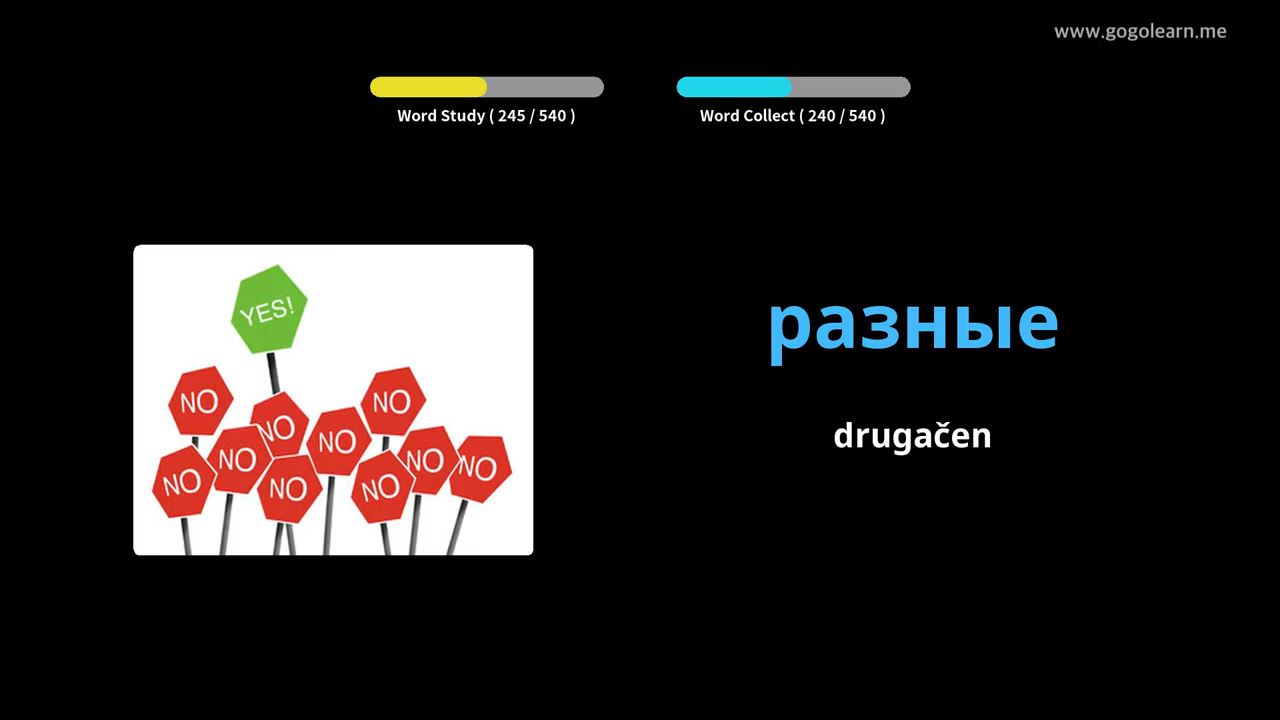 www.gogolearn.me
Word Study ( 245 / 540 )
Word Collect ( 240 / 540 )
YES!
NO
NO
NO
NO
NO
NO
NO
NO
NO
NO
разные
drugačen